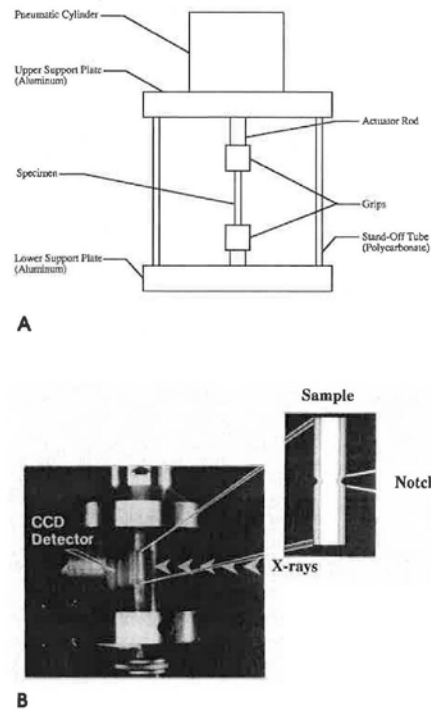 Pneumatic Cylinder
Upper Support Plate
(Aluminum)
Actuator Rod
Specimen
Grips
Stand-Off Tube
(Polycarbonate)
Lower Support Plate
(Aluminum)
A
Sample
Notch
CCD
Detector
X-rays
B